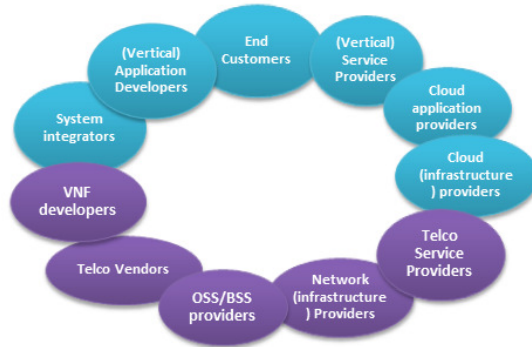 End
Customers
(Vertical)
Service
Providers
Cloud
application
providers
Cloud
(infrastructure
) providers
Telco
Service
Providers
Network
(infrastructure
) Providers
OSS/BSS
providers
Telco Vendors
VNF
developers
System
integrators
(Vertical)
Application
Developers